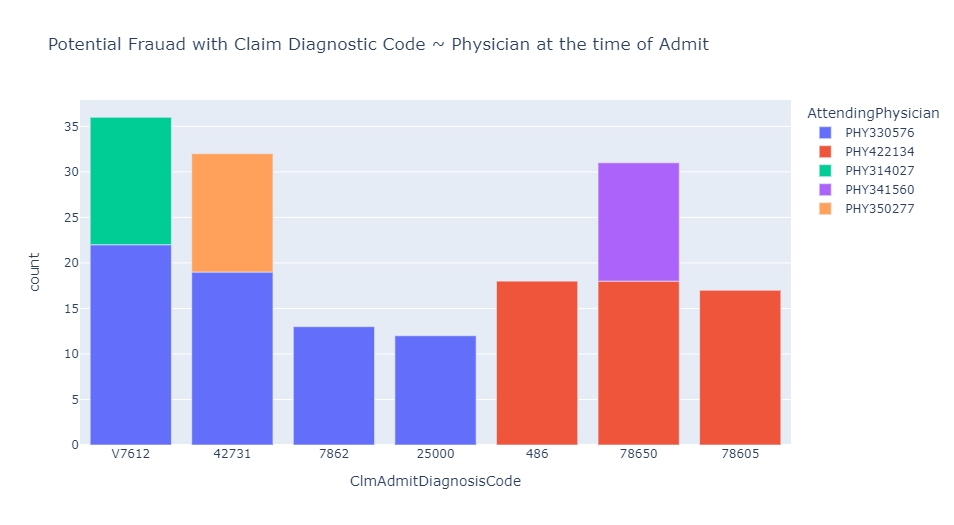 Potential Frauad with Claim Diagnostic Code ~ Physician at the time of Admit
AttendingPhysician
PHY330576
PHY422134
PHY314027
PHY341560
PHY350277
35
30
25
20
15
10
5
0
count
V7612 42731 7862 25000 486 78650 78605
ClmAdmitDiagnosisCode